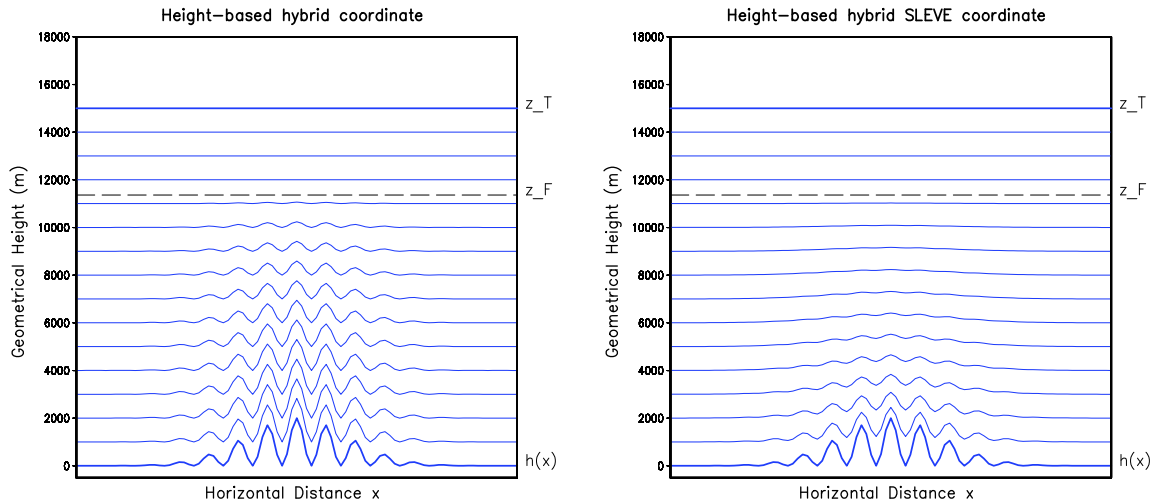 Height-based hybrid coordinate
18000
16000
14000
12000
10000
8000
6000
4000
2000
0
Geometrical Height (m)
z_T
z_F
h(x)
Horizontal Distance x
Height-based hybrid SLEVE coordinate
18000
16000
14000
12000
10000
8000
6000
4000
2000
0
Geometrical Height (m)
z_T
z_F
h(x)
Horizontal Distance x